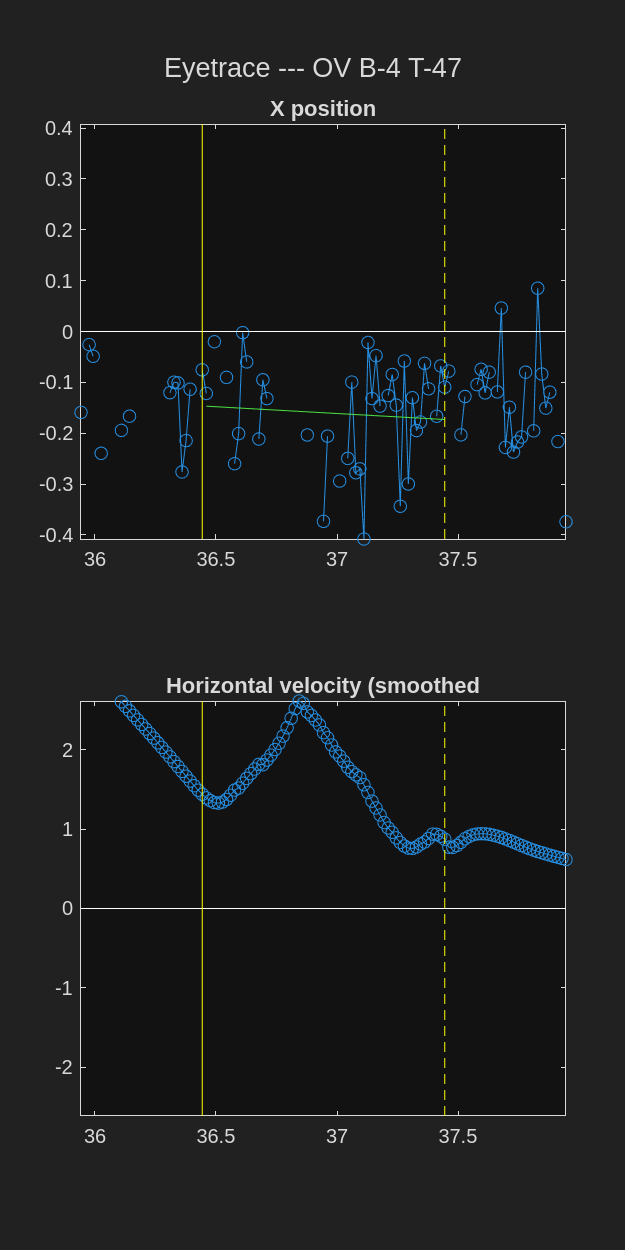 Eyetrace --- OV B-4 T-47
X position
0.4
0.3
0.2
0.1
0
-0.1
-0.2
-0.3
-0.4
36 36.5 37 37.5
Horizontal velocity (smoothed
2
1
0
-1
-2
36 36.5 37 37.5